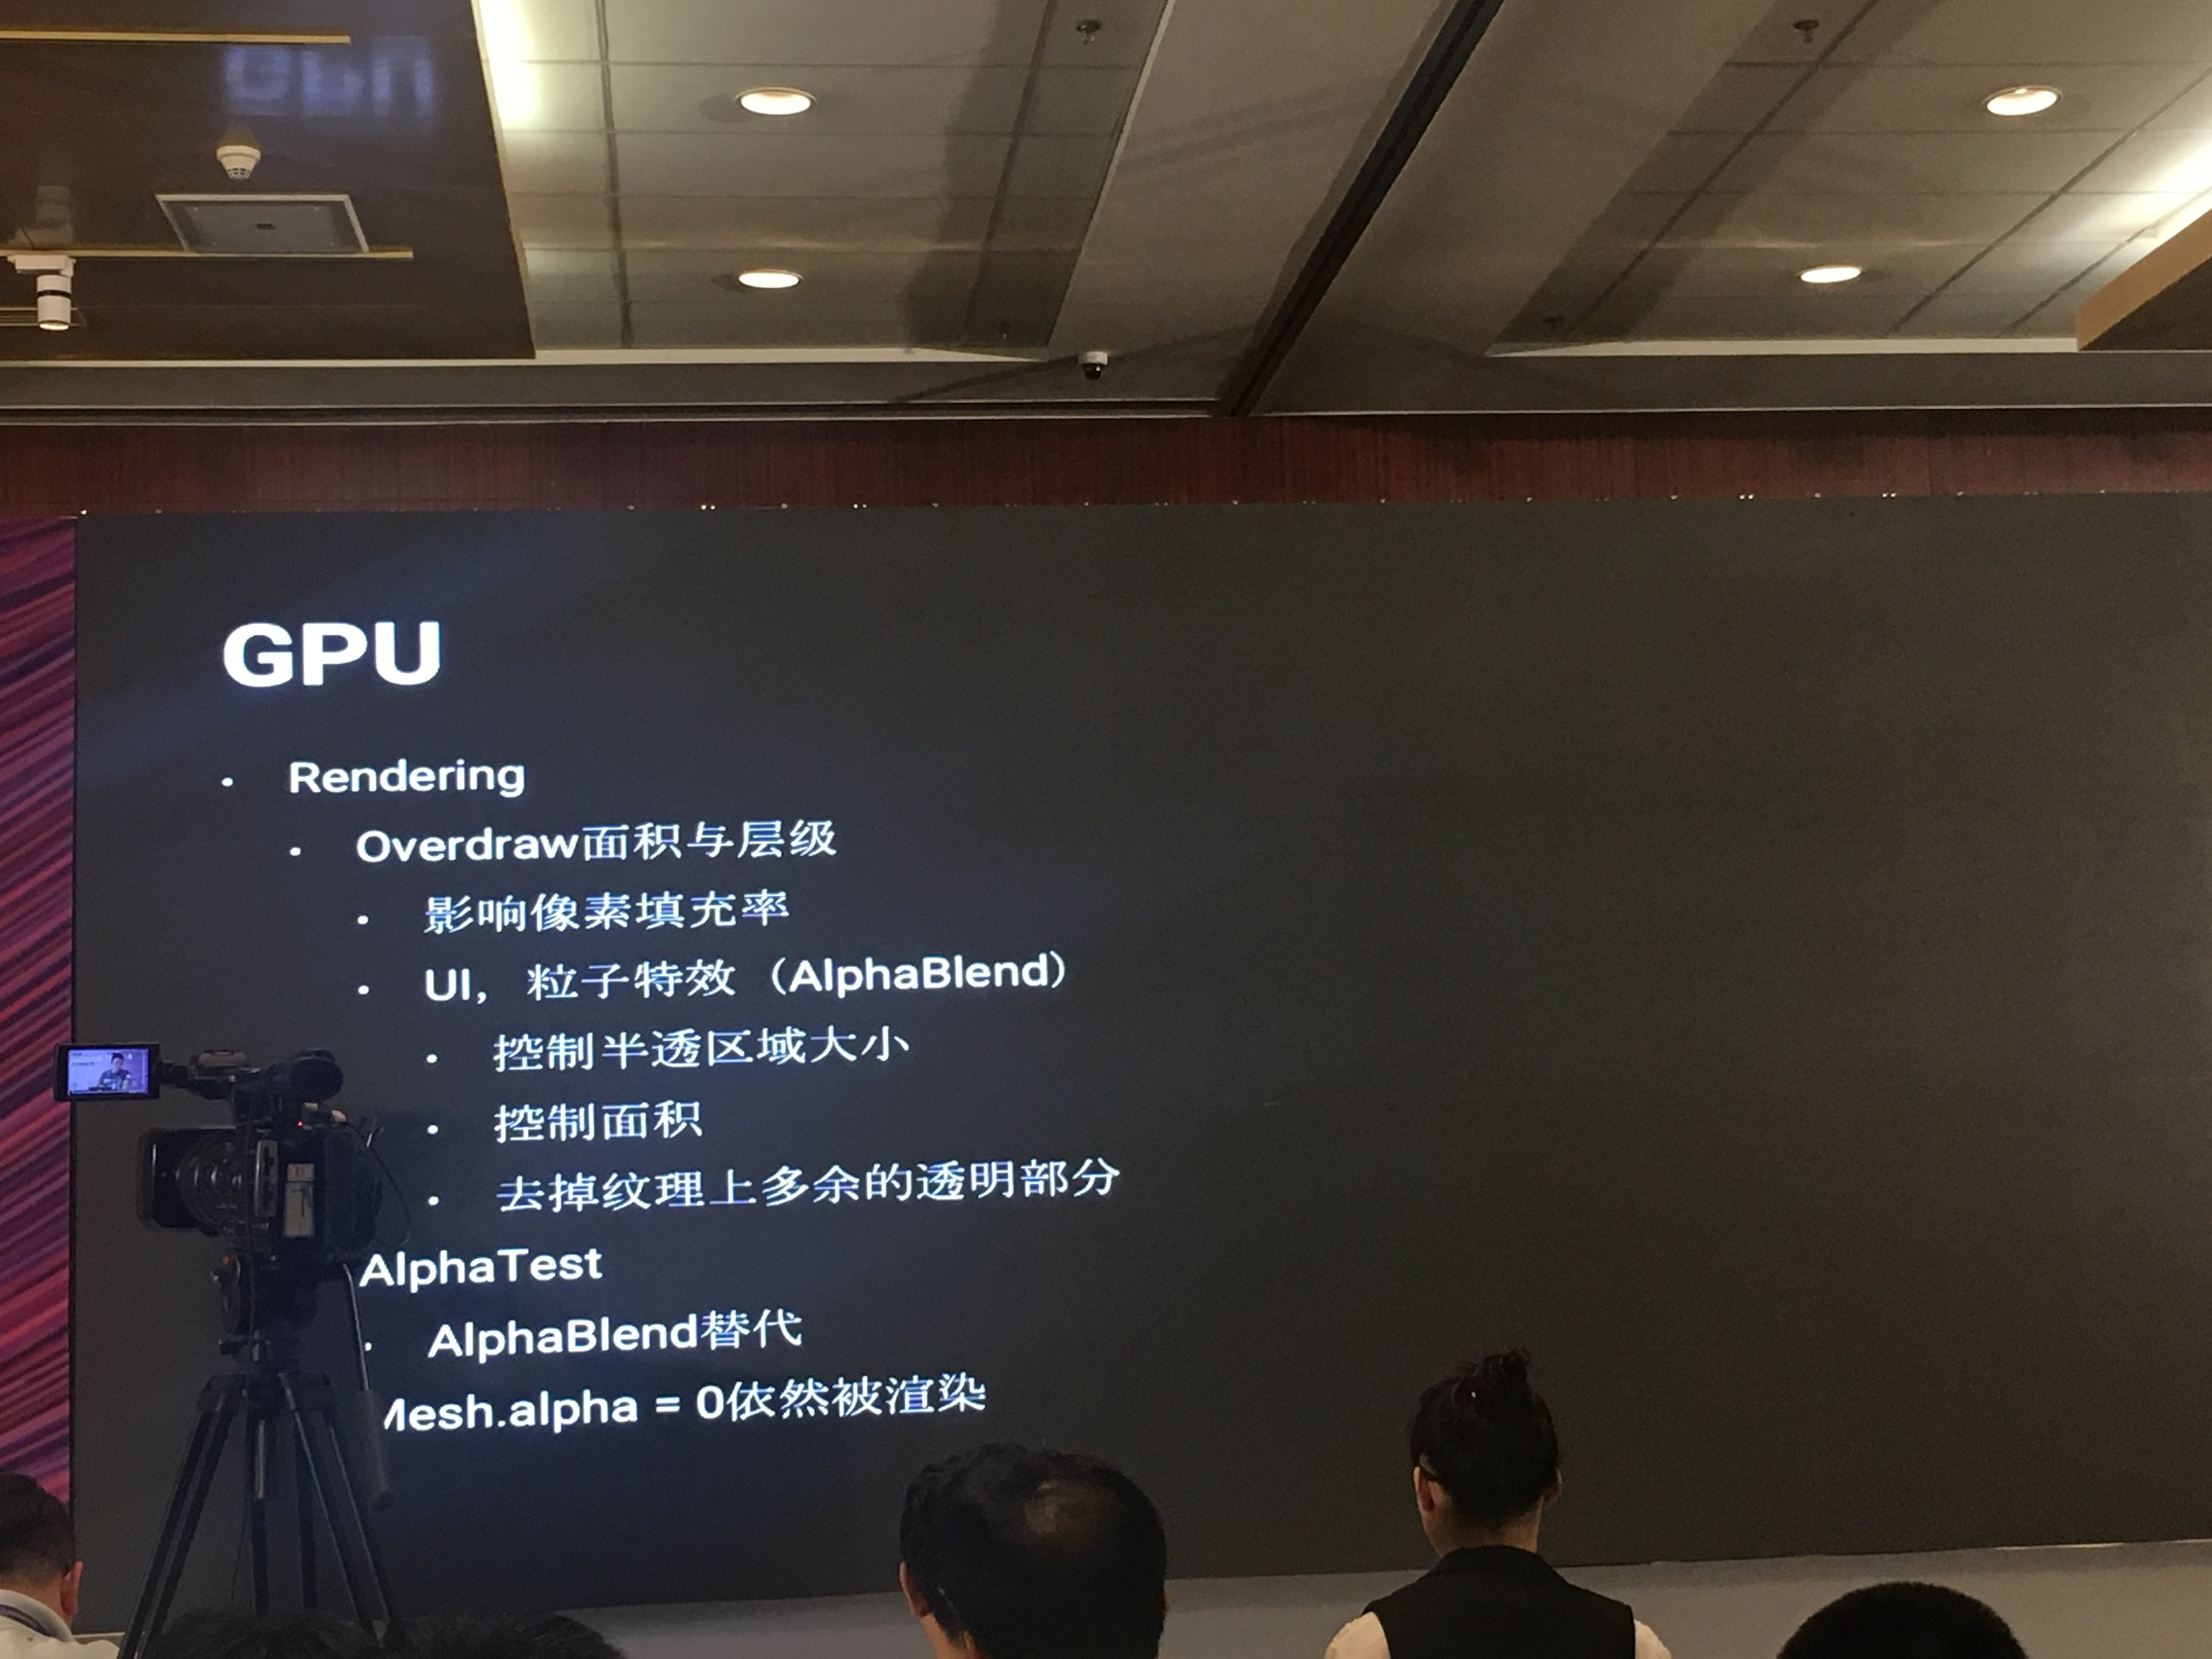 GPU
Rendering
Overdraw面积与层级
影响像素填充率
UI，粒子特效（AlphaBlend）
控制半透区域大小
控制面积
去掉纹理上多余的透明部分
AlphaTest
AlphaBlend替代
Mesh.alpha = 0依然被渲染